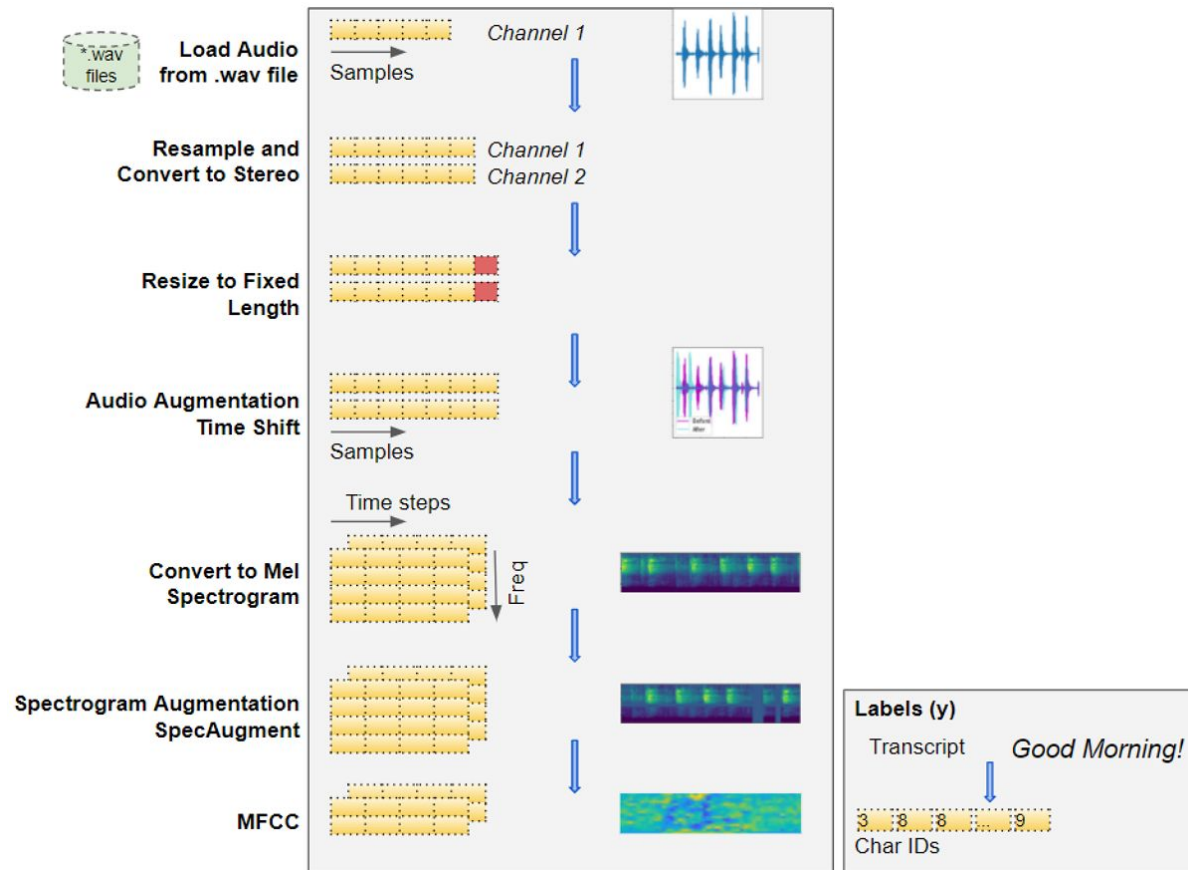 *.wav
files
Load Audio
from .wav file
Channel 1
Samples
Resample and
Convert to Stereo
Channel 1
Channel 2
Resize to Fixed
Length
Audio Augmentation
Time Shift
Samples
Before
After
Time steps
Convert to Mel
Spectrogram
Freq
Spectrogram Augmentation
SpecAugment
MFCC
Labels (y)
Transcript
Good Morning!
3 8 8 ... 9
Char IDs